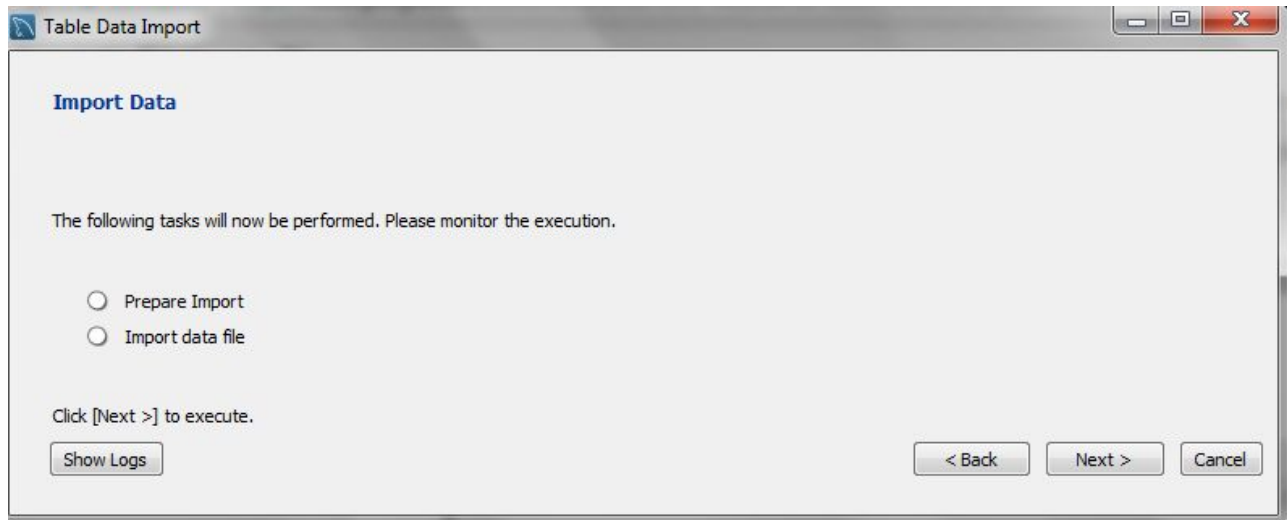 Table Data Import
Import Data
The following tasks will now be performed. Please monitor the execution.
Prepare Import
Import data file
Click [Next >] to execute.
Show Logs
< Back
Next >
Cancel